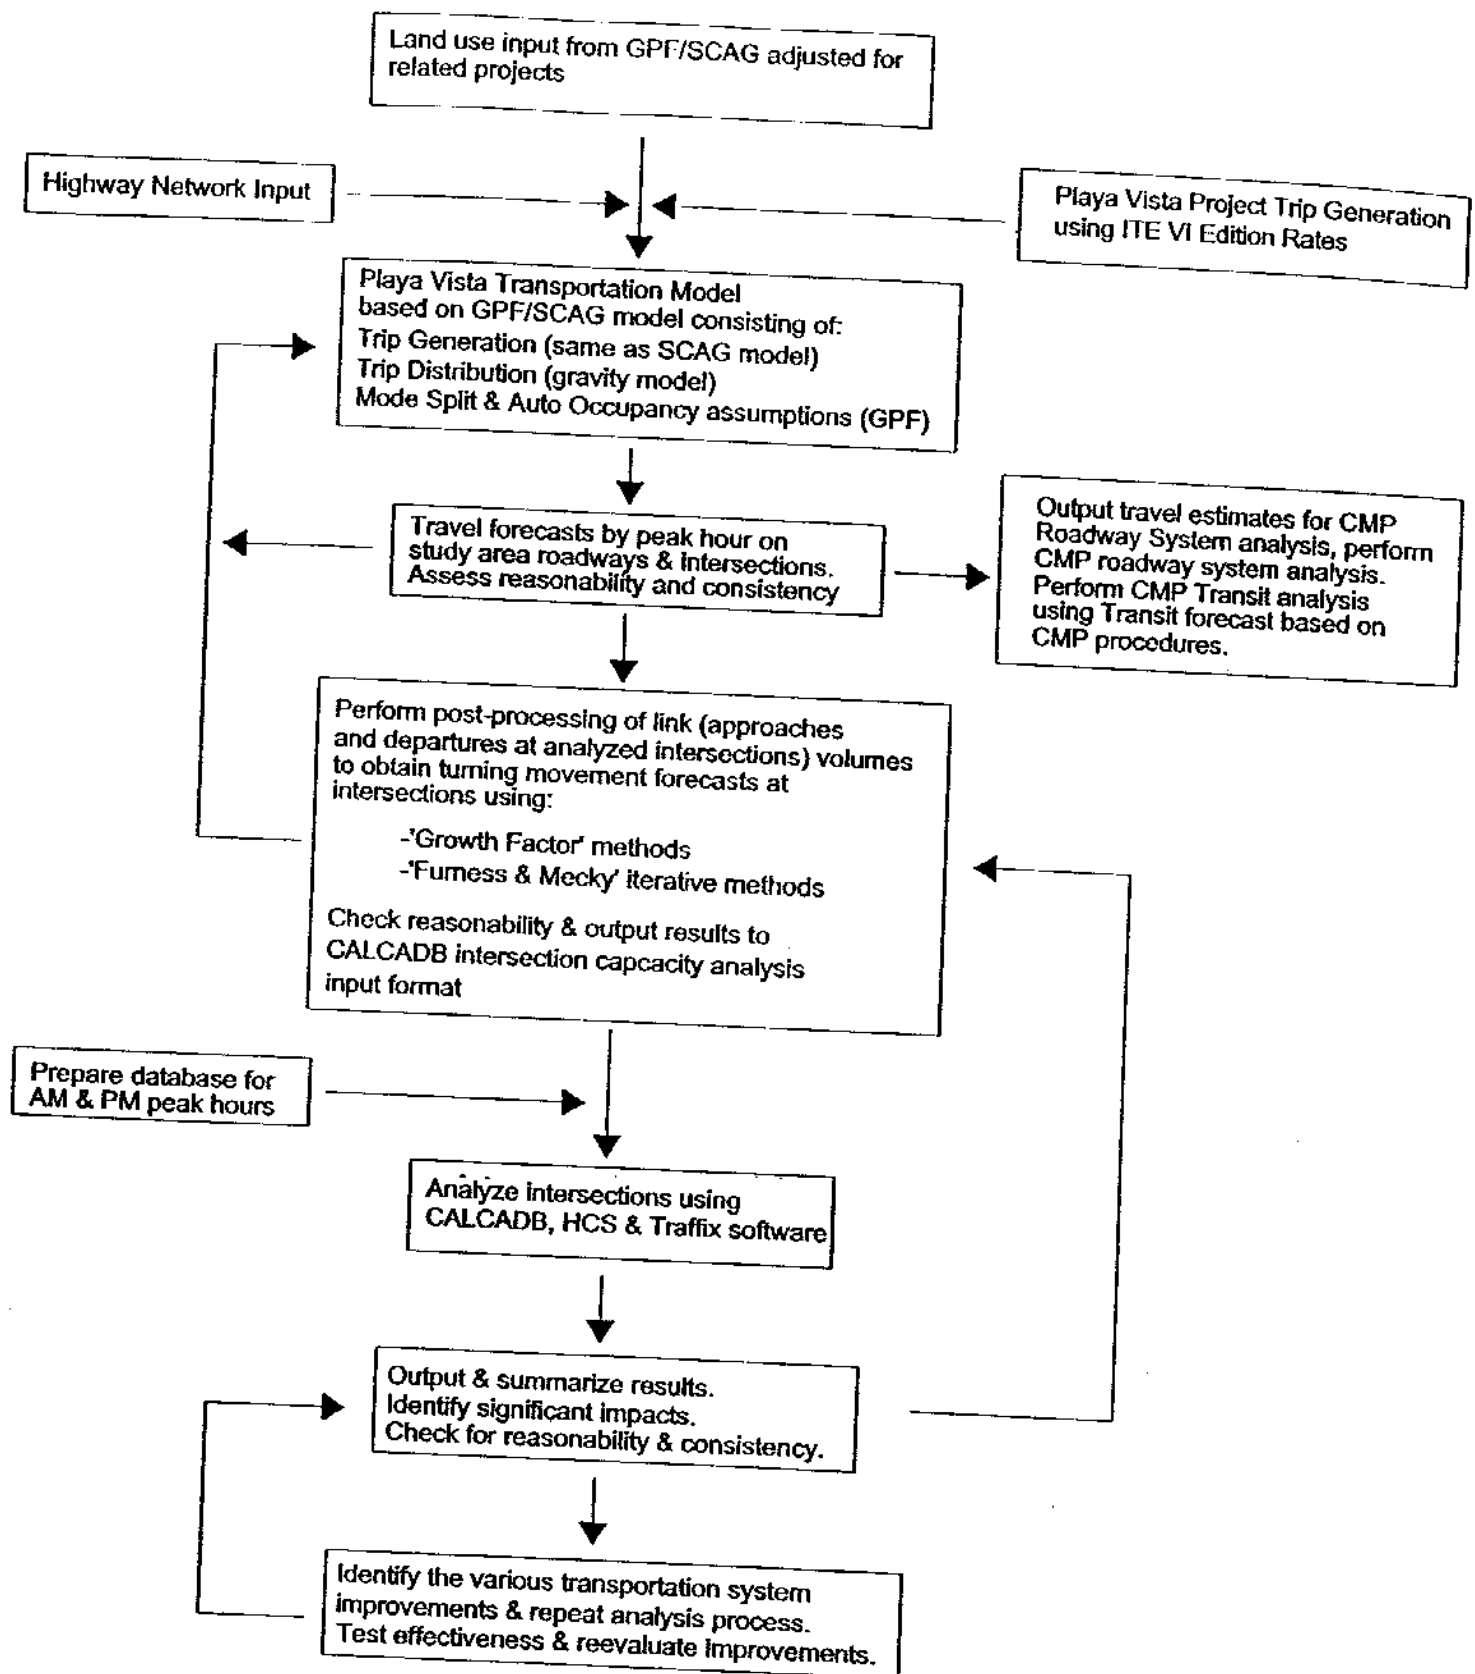 Land use input from GPF/SCAG adjusted for
related projects
Highway Network Input
Playa Vista Project Trip Generation
using ITE VI Edition Rates
Playa Vista Transportation Model
based on GPF/SCAG model consisting of:
Trip Generation (same as SCAG model)
Trip Distribution (gravity model)
Mode Split & Auto Occupancy assumptions (GPF)
Travel forecasts by peak hour on
study area roadways & intersections.
Assess reasonability and consistency
Output travel estimates for CMP
Roadway System analysis, perform
CMP roadway system analysis.
Perform CMP Transit analysis
using Transit forecast based on
CMP procedures.
Perform post-processing of link (approaches
and departures at analyzed intersections) volumes
to obtain turning movement forecasts at
intersections using:
-'Growth Factor' methods
-'Furness & Mecky' iterative methods
Check reasonability & output results to
CALCADB intersection capcacity analysis
input format
Prepare database for
AM & PM peak hours
Analyze intersections using
CALCADB, HCS & Traffix software
Output & summarize results.
Identify significant impacts.
Check for reasonability & consistency.
Identify the various transportation system
improvements & repeat analysis process.
Test effectiveness & reevaluate improvements.